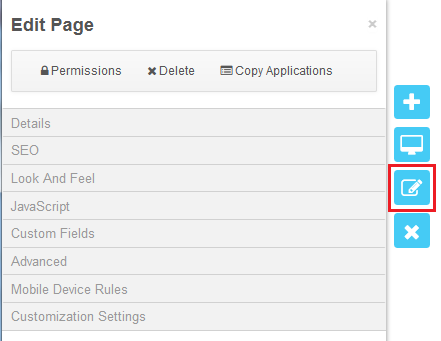 Edit Page
Permissions Delete Copy Applications
Details
SEO
Look And Feel
JavaScript
Custom Fields
Advanced
Mobile Device Rules
Customization Settings